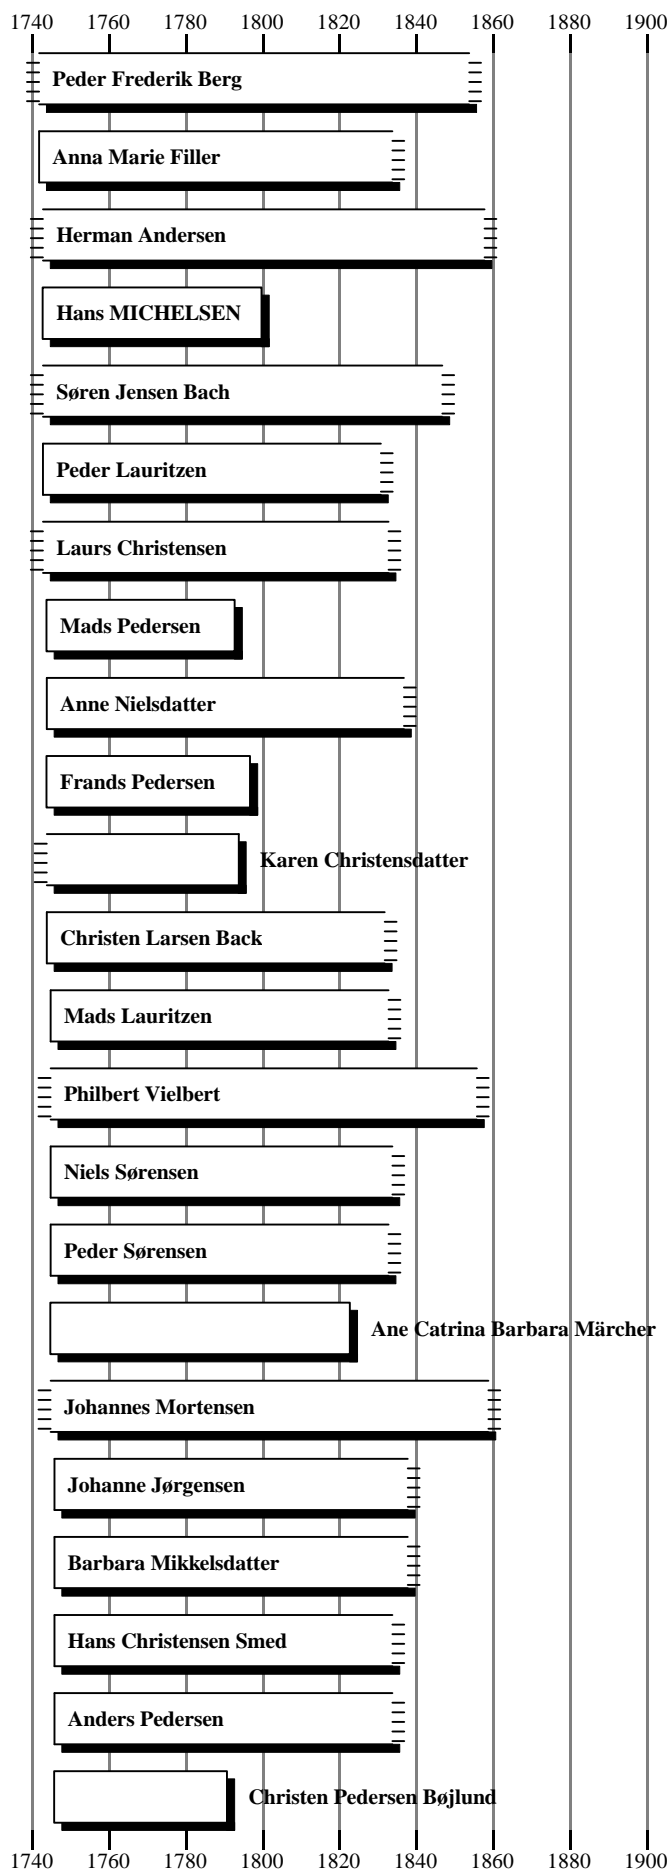 1740 1760 1780 1800 1820 1840 1860 1880 1900
Peder Frederik Berg
Anna Marie Filler
Herman Andersen
Hans MICHELSEN
Søren Jensen Bach
Peder Lauritzen
Laurs Christensen
Mads Pedersen
Anne Nielsdatter
Frands Pedersen
Karen Christensdatter
Christen Larsen Back
Mads Lauritzen
Philbert Vielbert
Niels Sørensen
Peder Sørensen
Ane Catrina Barbara Märcher
Johannes Mortensen
Johanne Jørgensen
Barbara Mikkelsdatter
Hans Christensen Smed
Anders Pedersen
Christen Pedersen Bøjlund
1740 1760 1780 1800 1820 1840 1860 1880 1900